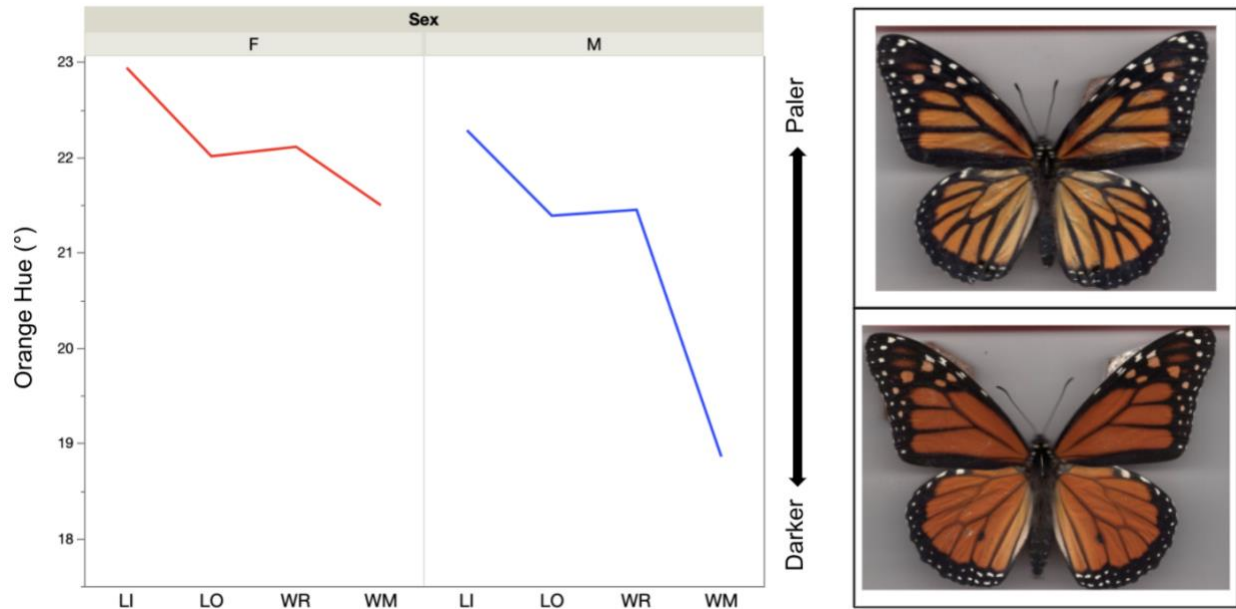 Sex
F M
23
22
21
20
19
18
Orange Hue (°)
LI LO WR WM LI LO WR WM
Paler
Darker